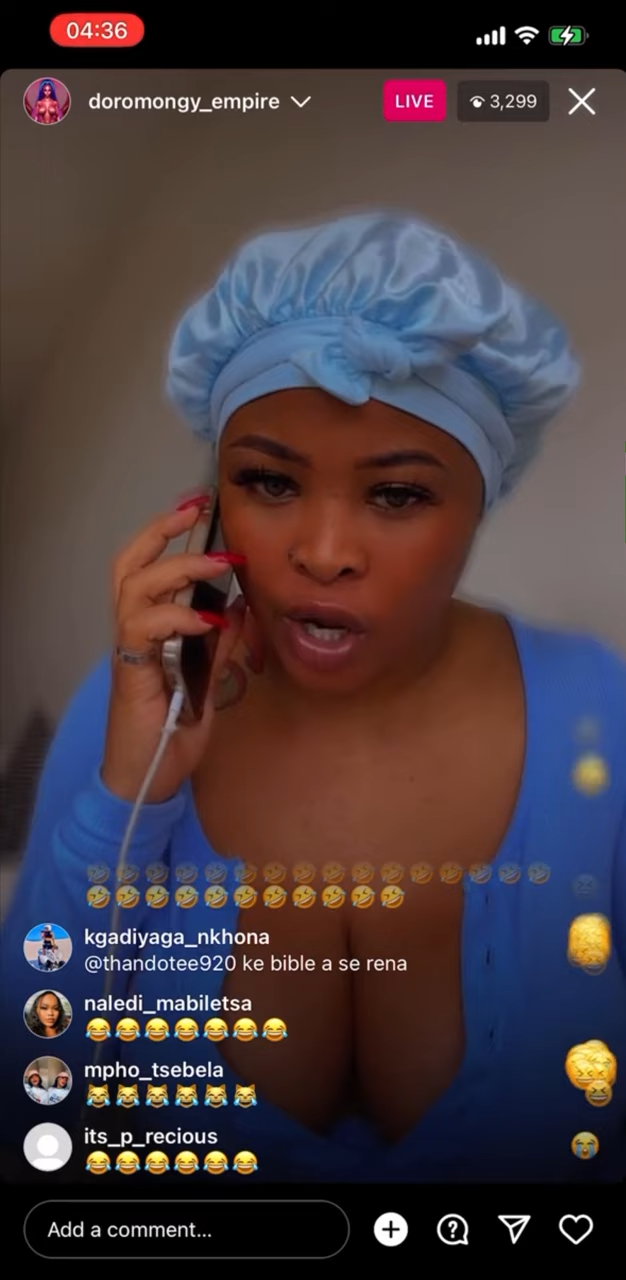 04:36
doromongy_empire
LIVE
3,299
kgadiyaga_nkhona
@thandotee920 ke bible a se rena
naledi_mabiletsa
😂😂😂😂😂😂😂
mpho_tsebela
😹😹😹😹😹😹
its_p_recious
😂😂😂😂😂😂
Add a comment...